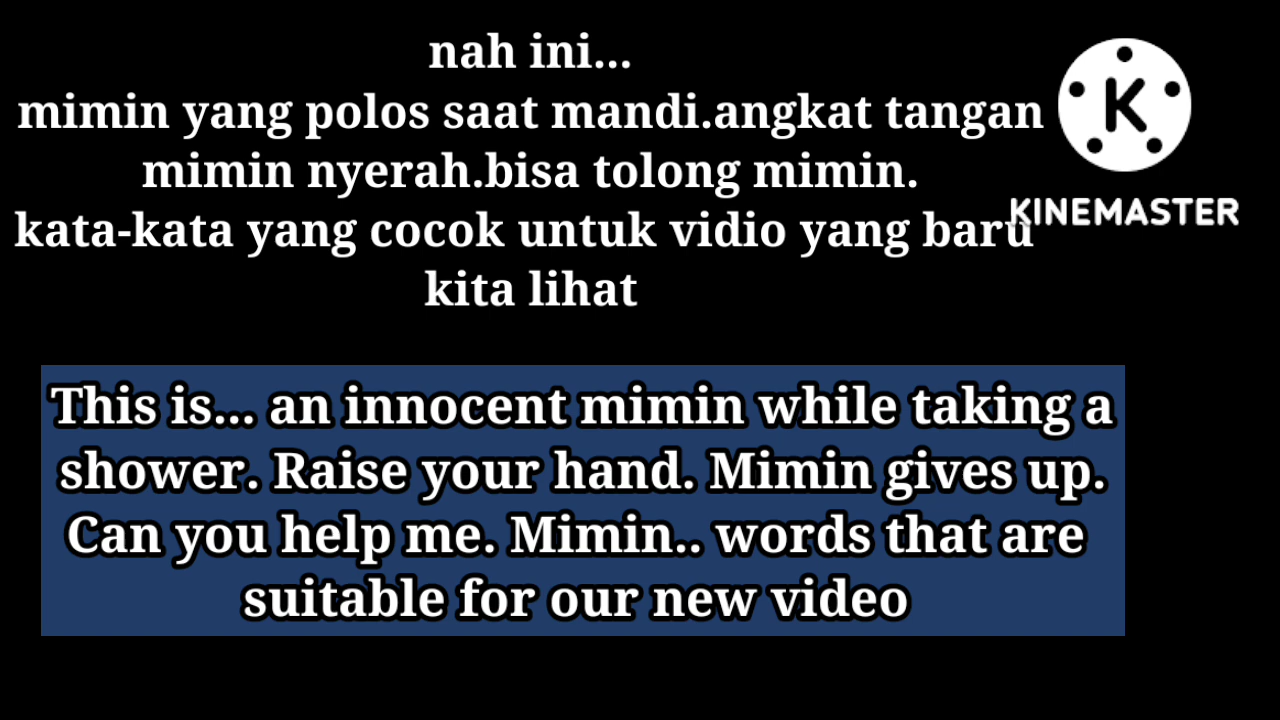 nah ini...
mimin yang polos saat mandi.angkat tangan
mimin nyerah.bisa tolong mimin.
kata-kata yang cocok untuk vidio yang baru
kita lihat
K
KINEMASTER
This is... an innocent mimin while taking a
shower. Raise your hand. Mimin gives up.
Can you help me. Mimin.. words that are
suitable for our new video